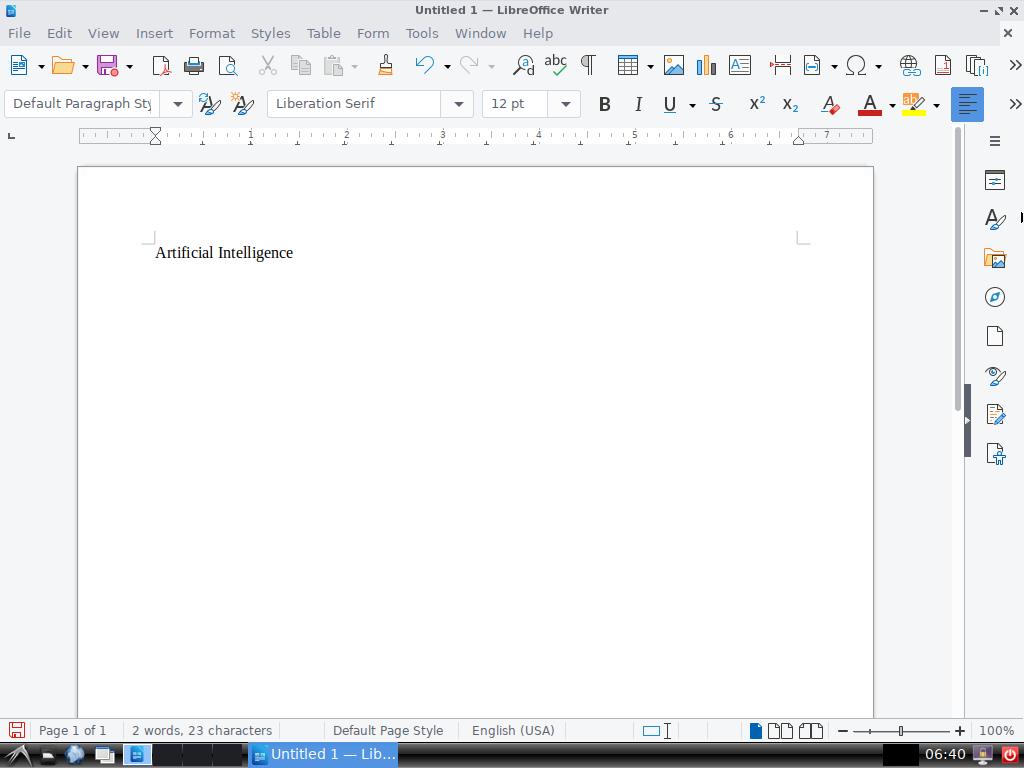 Untitled 1 — LibreOffice Writer
File Edit View Insert Format Styles Table Form Tools Window Help
Default Paragraph Sty Liberation Serif 12 pt
1 2 3 4 5 6 7
Artificial Intelligence
Page 1 of 1 2 words, 23 characters Default Page Style English (USA) 100%
Untitled 1 — Lib... 06:40